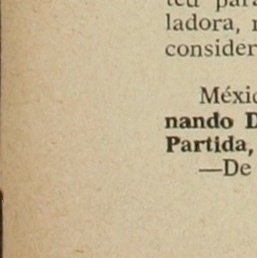 ladora,
consider
Méxic
nando D
Partida,
—De